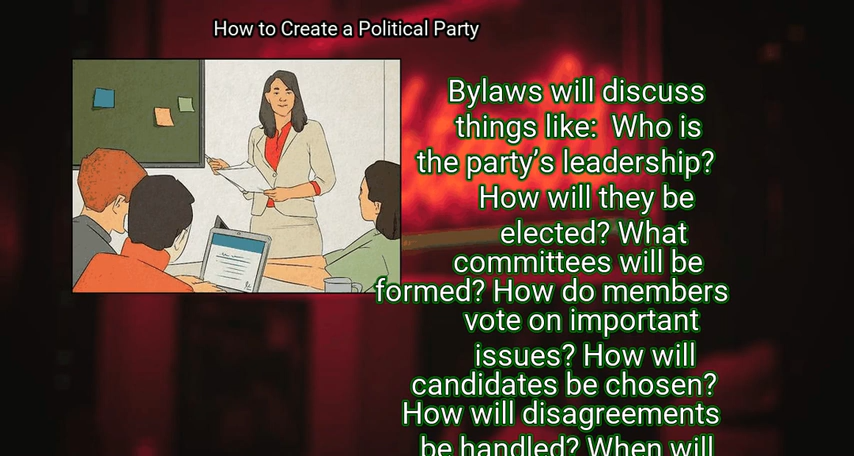 How to Create a Political Party
Bylaws will discuss
things like:  Who is
the party’s leadership?
How will they be
elected? What
committees will be
formed? How do members
vote on important
issues? How will
candidates be chosen?
How will disagreements
be handled? When will